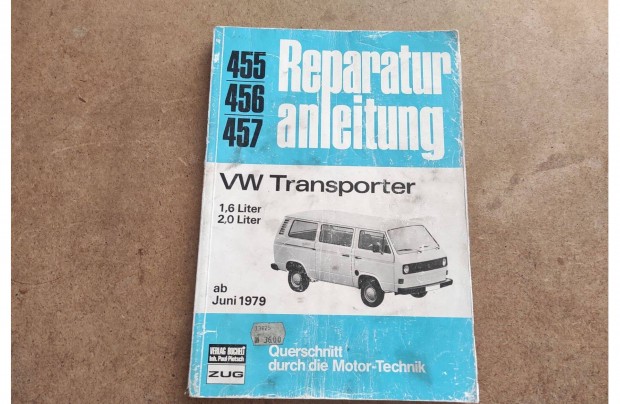 455
456
457
Reparatur
anleitung
VW Transporter
1,6 Liter
2,0 Liter
ab
Juni 1979
3600
VERLAG BUCHELI
Inh. Paul Pietsch
ZUG
Querschnitt
durch die Motor-Technik